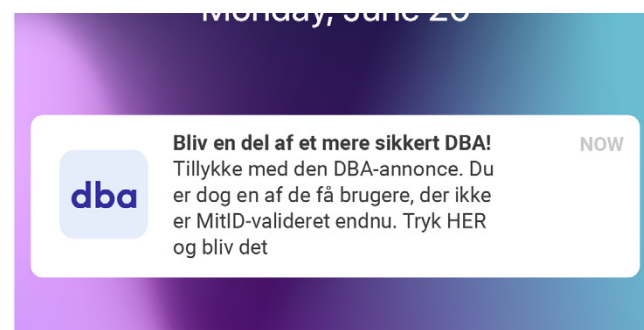 Monday, June 20
Bliv en del af et mere sikkert DBA!
NOW
Tillykke med den DBA-annonce. Du
er dog en af de få brugere, der ikke
er MitID-valideret endnu. Tryk HER
og bliv det
dba